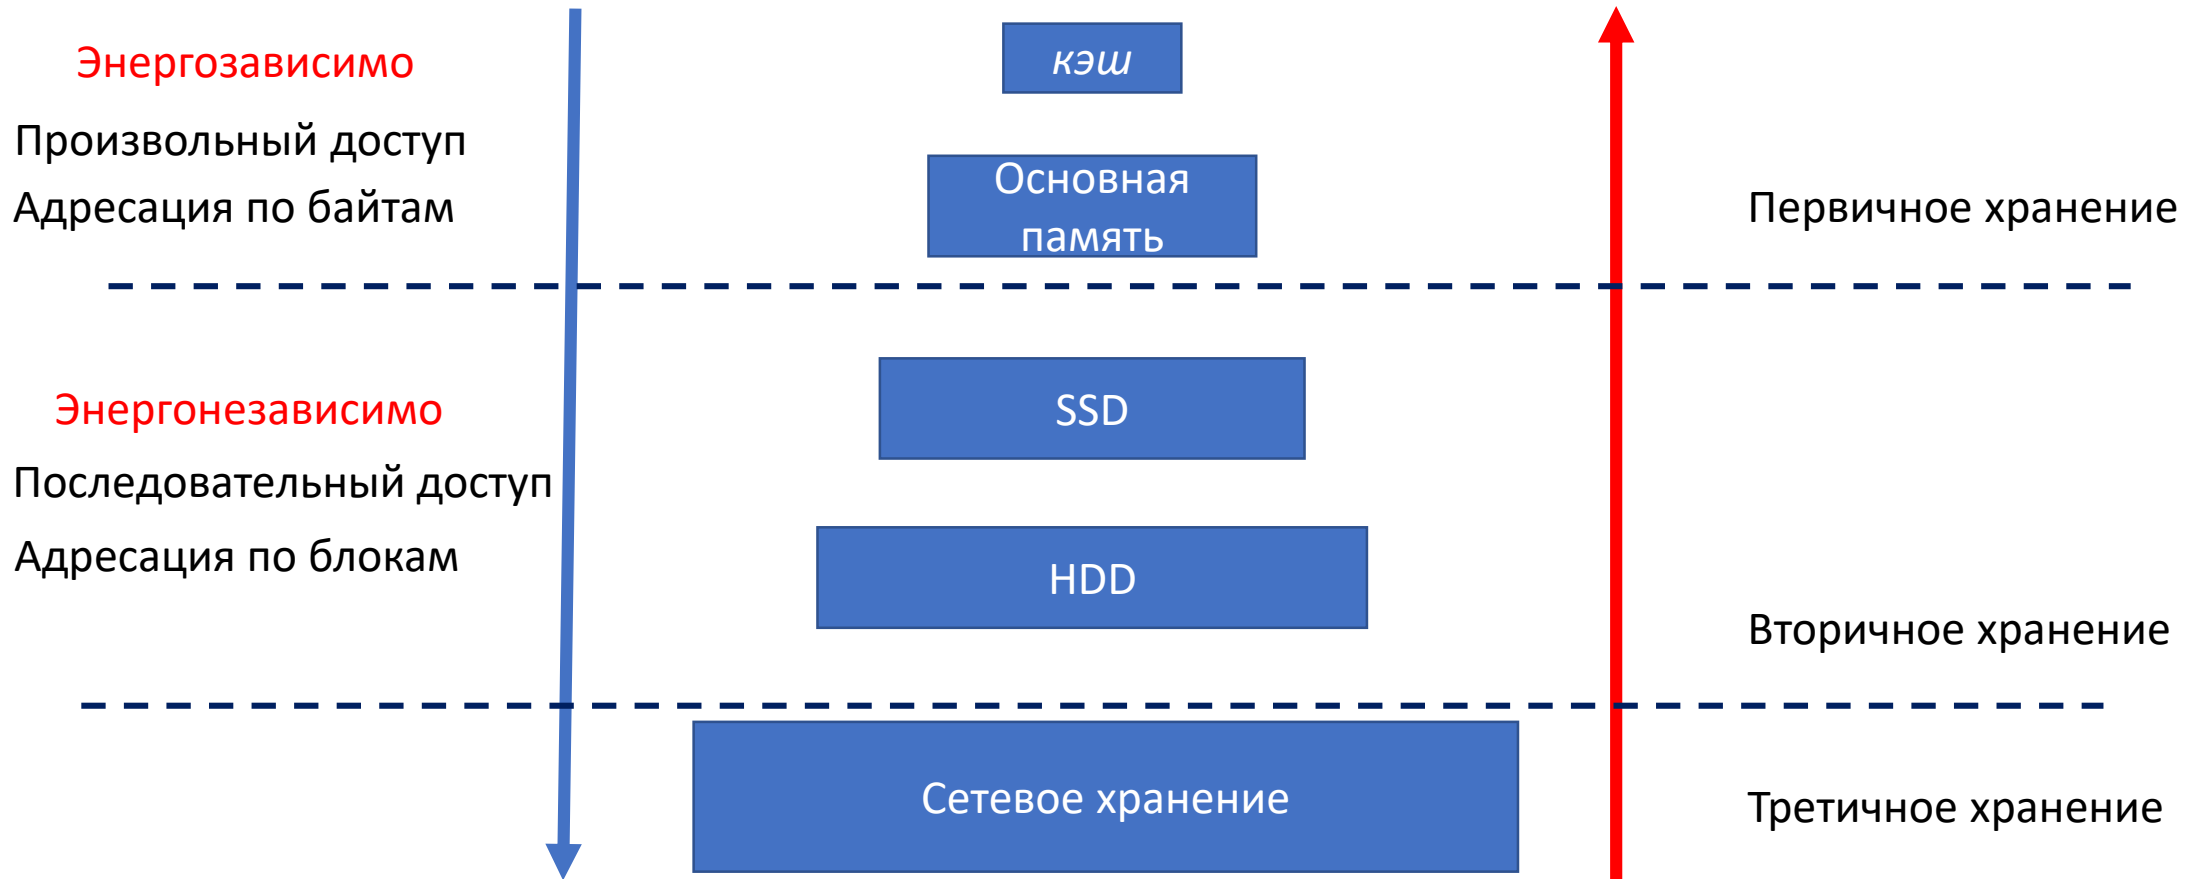 Энергозависимо
кэш
Произвольный доступ
Основная
память
Адресация по байтам
Первичное хранение
Энергонезависимо
SSD
Последовательный доступ
Адресация по блокам
HDD
Вторичное хранение
Сетевое хранение
Третичное хранение